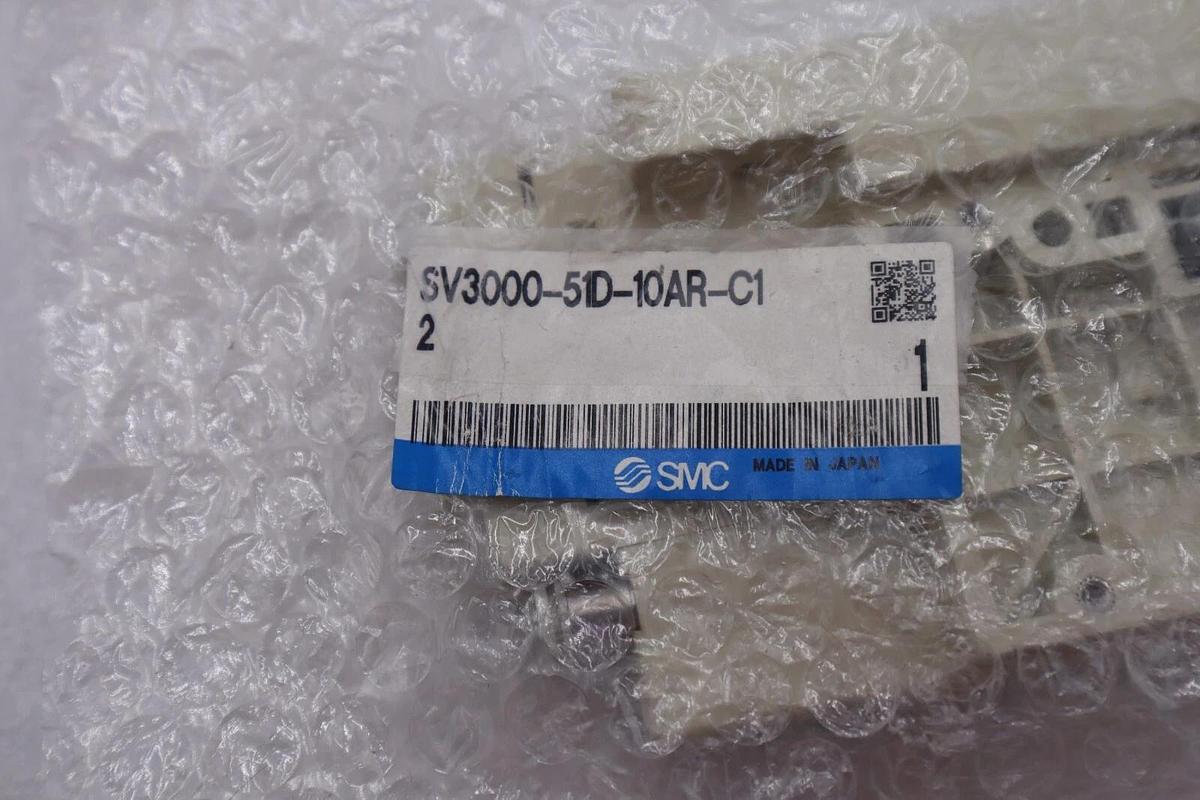 SV3000-51D-10AR-C1
2
1
SMC MADE IN JAPAN